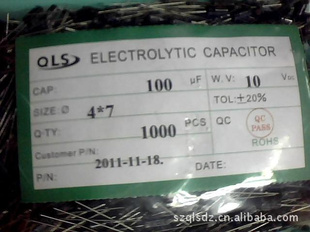 QLS ELECTROLYTIC CAPACITOR
CAP: 100 μF W.V: 10 VDC
SIZE: Ø 4*7 TOL: ±20%
Q-TY: 1000 PCS QC QC PASS
Customer P/N: ROHS
P/N: 2011-11-18. DATE:
szqlsdz.cn.alibaba.com